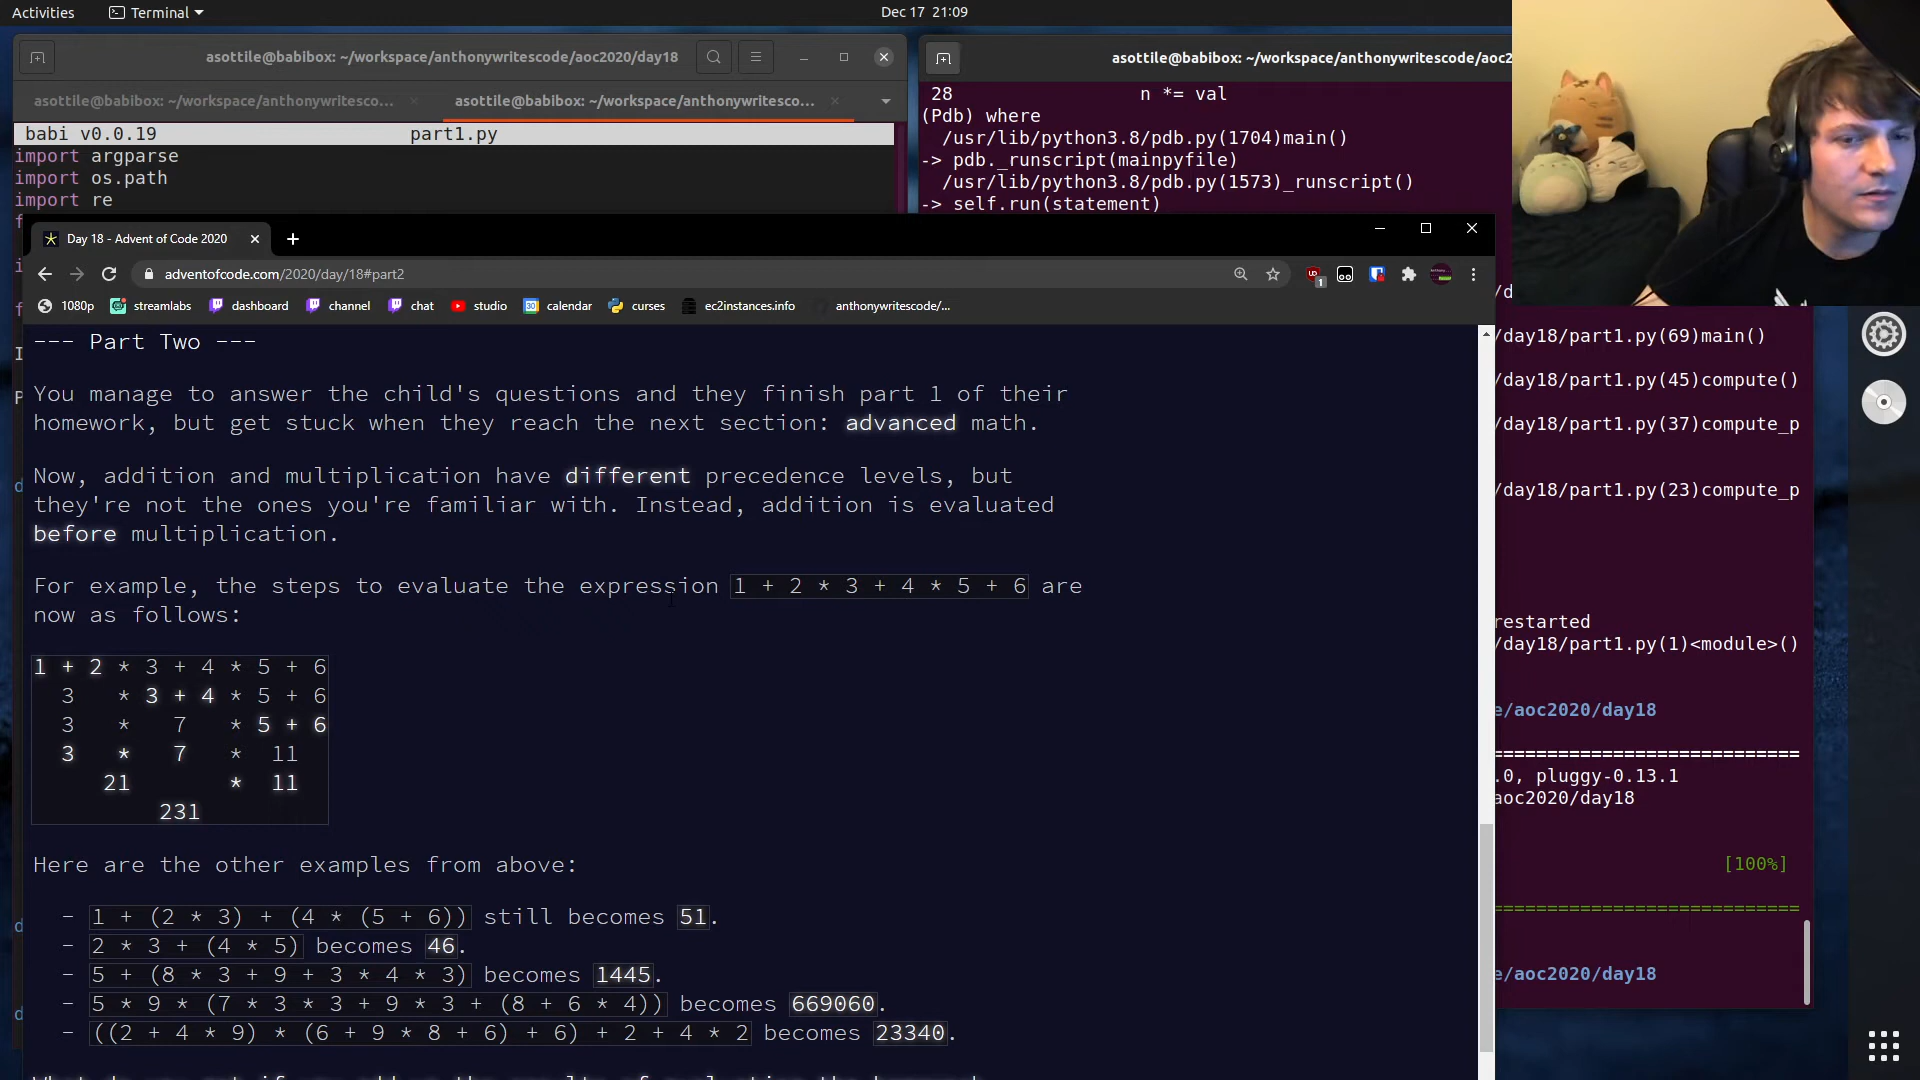 Activities
Terminal
Dec 17 21:09
asottile@babibox: ~/workspace/anthonywritescode/aoc2020/day18
asottile@babibox: ~/workspace/anthonywritesco...
asottile@babibox: ~/workspace/anthonywritesco...
babi v0.0.19 part1.py
import argparse
import os.path
import re
asottile@babibox: ~/workspace/anthonywritescode/aoc2
28 n *= val
(Pdb) where
/usr/lib/python3.8/pdb.py(1704)main()
-> pdb._runscript(mainpyfile)
/usr/lib/python3.8/pdb.py(1573)_runscript()
-> self.run(statement)
/day18/part1.py(69)main()
/day18/part1.py(45)compute()
/day18/part1.py(37)compute_p
/day18/part1.py(23)compute_p
restarted
/day18/part1.py(1)<module>()
e/aoc2020/day18
===========================
.0, pluggy-0.13.1
aoc2020/day18
[100%]
===========================
e/aoc2020/day18
Day 18 - Advent of Code 2020
adventofcode.com/2020/day/18#part2
1080p
streamlabs
dashboard
channel
chat
studio
calendar
curses
ec2instances.info
anthonywritescode/...
--- Part Two ---
You manage to answer the child's questions and they finish part 1 of their
homework, but get stuck when they reach the next section: advanced math.
Now, addition and multiplication have different precedence levels, but
they're not the ones you're familiar with. Instead, addition is evaluated
before multiplication.
For example, the steps to evaluate the expression 1 + 2 * 3 + 4 * 5 + 6 are
now as follows:
1 + 2 * 3 + 4 * 5 + 6
3 * 3 + 4 * 5 + 6
3 * 7 * 5 + 6
3 * 7 * 11
21 * 11
231
Here are the other examples from above:
- 1 + (2 * 3) + (4 * (5 + 6)) still becomes 51.
- 2 * 3 + (4 * 5) becomes 46.
- 5 + (8 * 3 + 9 + 3 * 4 * 3) becomes 1445.
- 5 * 9 * (7 * 3 * 3 + 9 * 3 + (8 + 6 * 4)) becomes 669060.
- ((2 + 4 * 9) * (6 + 9 * 8 + 6) + 6) + 2 + 4 * 2 becomes 23340.